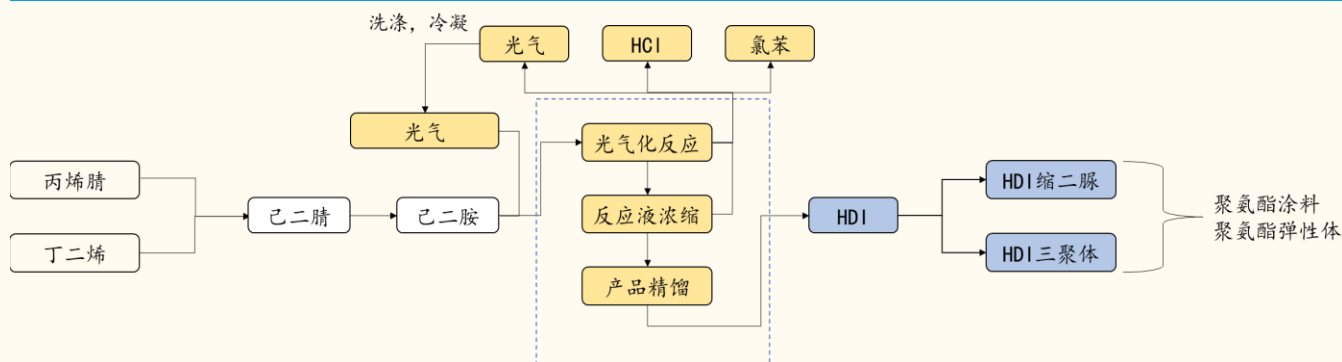 洗涤，冷凝
光气
HCl
氯苯
光气
光气化反应
丙烯腈
丁二烯
己二腈
己二胺
反应液浓缩
产品精馏
HDI
HDI缩二脲
HDI三聚体
聚氨酯涂料
聚氨酯弹性体